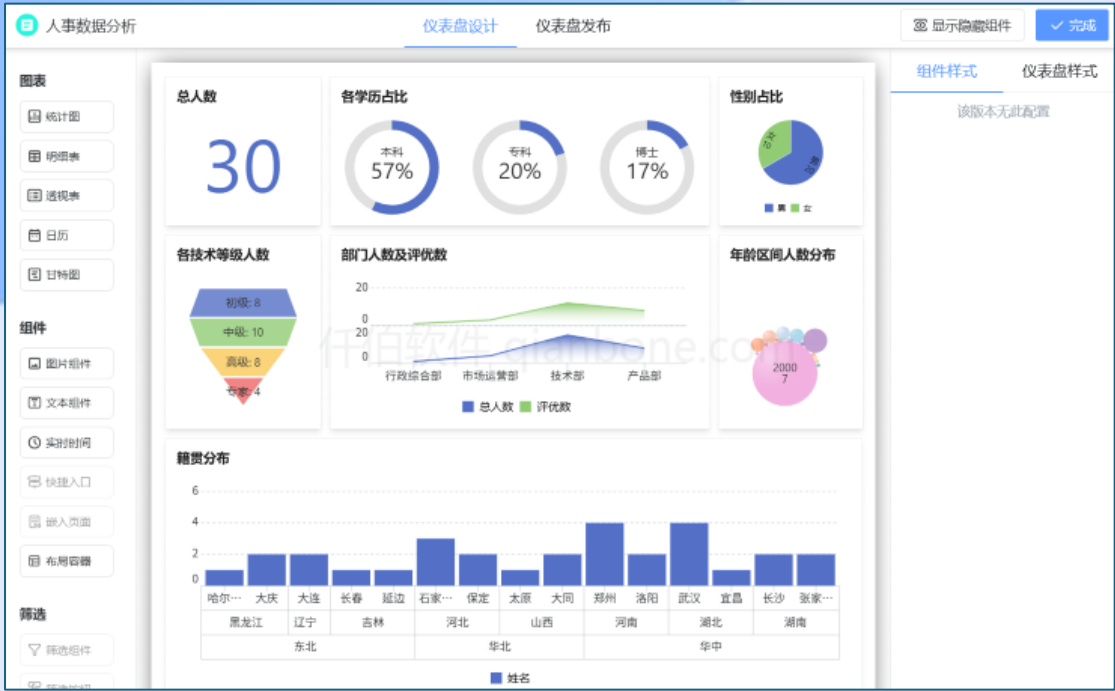 人事数据分析
仪表盘设计 仪表盘发布
显示隐藏组件
完成
图表
统计图
明细表
透视表
日历
甘特图
组件
图片组件
文本组件
实时时间
快捷入口
嵌入页面
布局容器
筛选
筛选组件
总人数
30
各学历占比
本科
57%
专科
20%
博士
17%
性别占比
男 女
各技术等级人数
初级: 8
中级: 10
高级: 8
专家: 4
部门人数及评优数
20
0
20
0
行政综合部 市场运营部 技术部 产品部
总人数 评优数
年龄区间人数分布
2000
7
仟佰软件 qianbone.com
籍贯分布
6
4
2
0
哈尔… 大庆 大连 长春 延边 石家… 保定 太原 大同 郑州 洛阳 武汉 宜昌 长沙 张家…
黑龙江 辽宁 吉林 河北 山西 河南 湖北 湖南
东北 华北 华中
姓名
组件样式 仪表盘样式
该版本无此配置